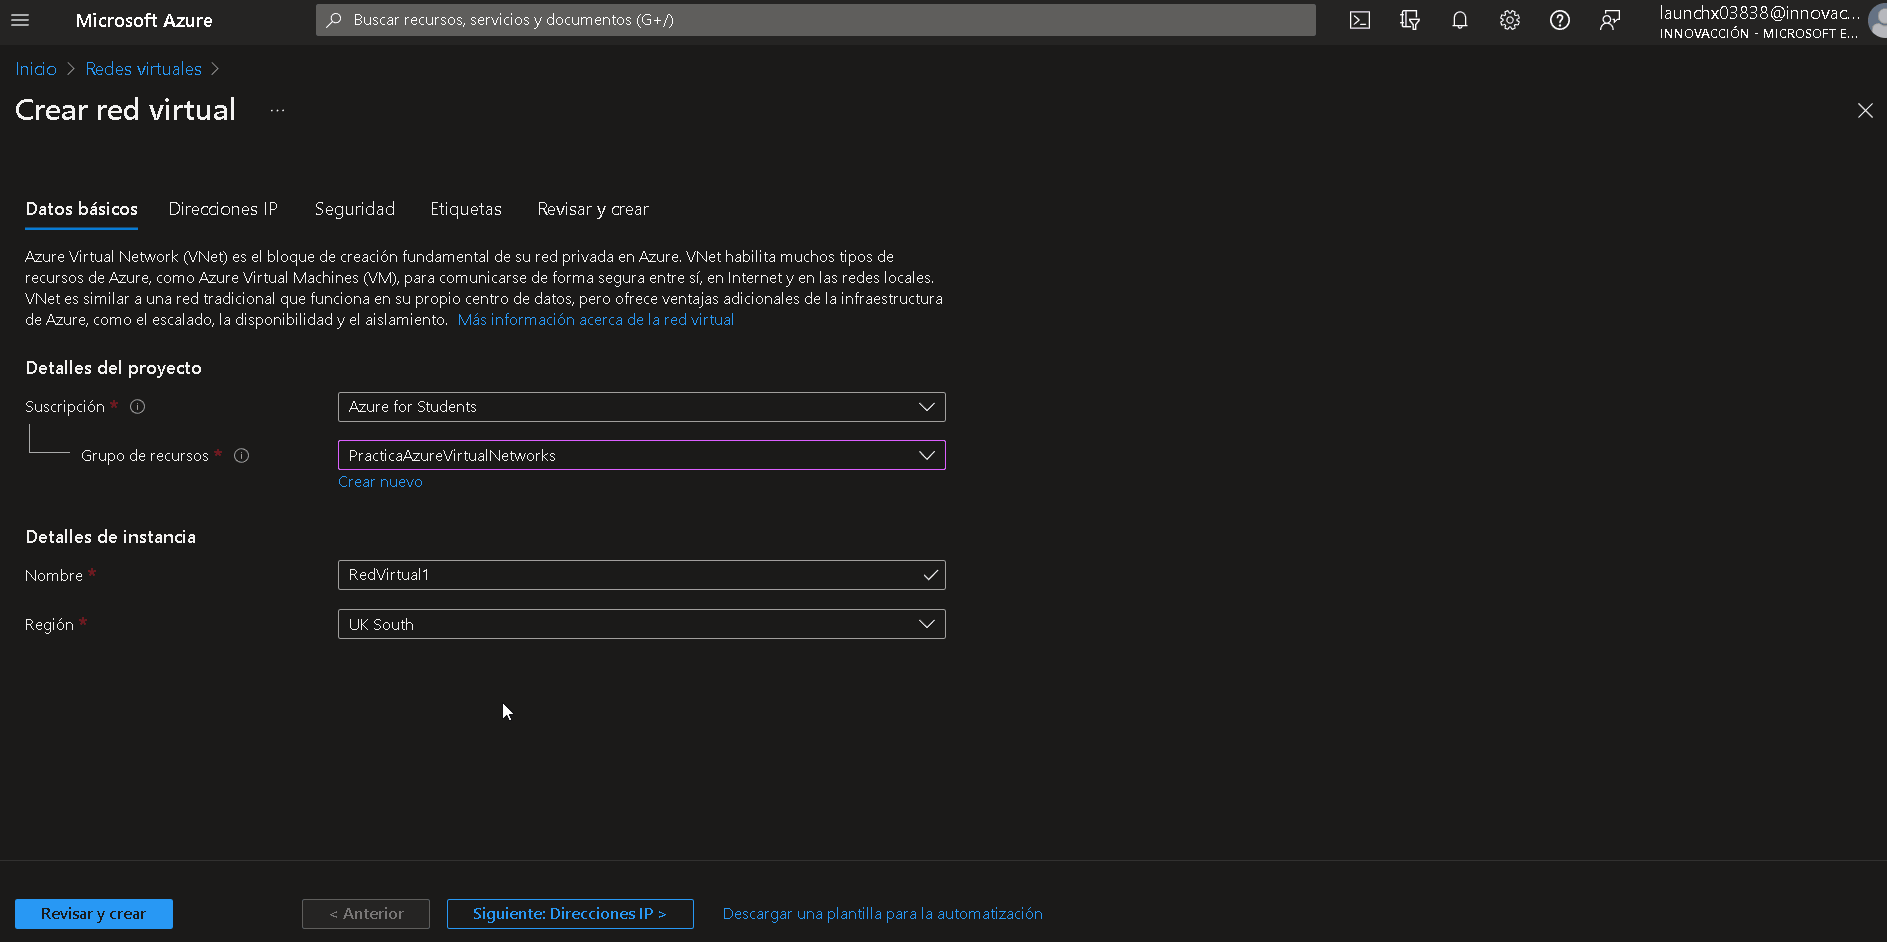 Microsoft Azure
Buscar recursos, servicios y documentos (G+/)
launchx03838@innovac...
INNOVACCIÓN - MICROSOFT E...
Inicio > Redes virtuales >
Crear red virtual ...
Datos básicos Direcciones IP Seguridad Etiquetas Revisar y crear
Azure Virtual Network (VNet) es el bloque de creación fundamental de su red privada en Azure. VNet habilita muchos tipos de
recursos de Azure, como Azure Virtual Machines (VM), para comunicarse de forma segura entre sí, en Internet y en las redes locales.
VNet es similar a una red tradicional que funciona en su propio centro de datos, pero ofrece ventajas adicionales de la infraestructura
de Azure, como el escalado, la disponibilidad y el aislamiento. Más información acerca de la red virtual
Detalles del proyecto
Suscripción * Azure for Students
Grupo de recursos * PracticaAzureVirtualNetworks
Crear nuevo
Detalles de instancia
Nombre * RedVirtual1
Región * UK South
Revisar y crear < Anterior Siguiente: Direcciones IP > Descargar una plantilla para la automatización